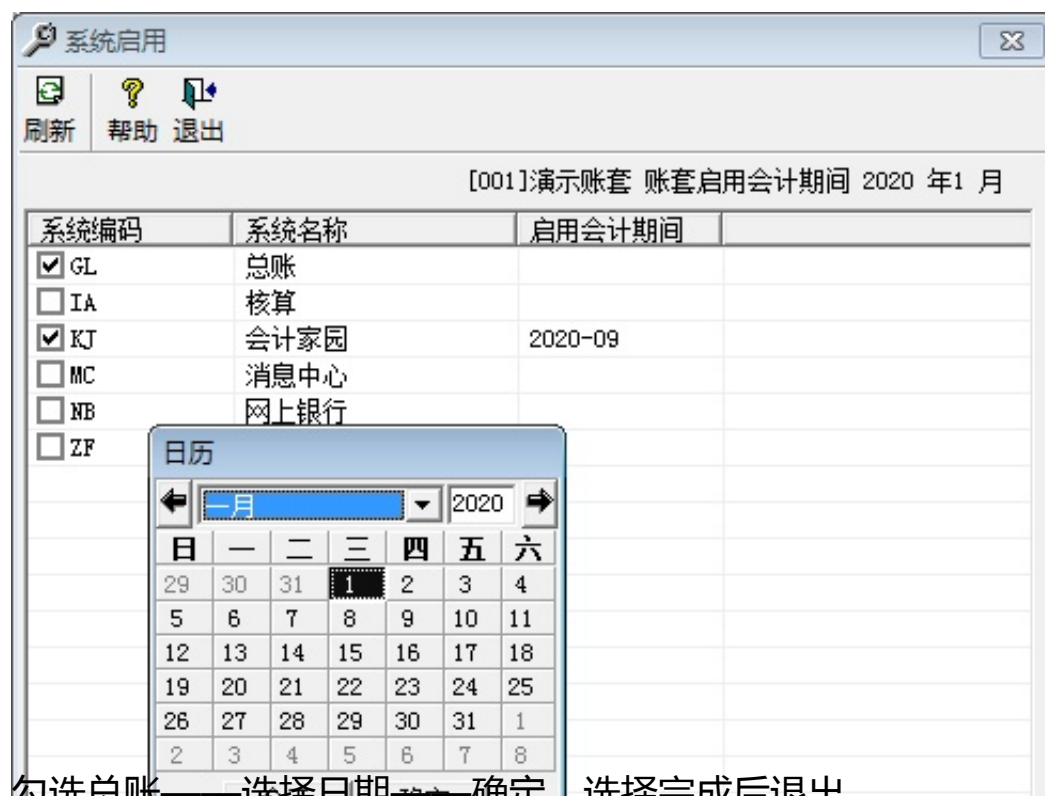 系统启用
刷新 帮助 退出
[001]演示账套 账套启用会计期间 2020 年1 月
系统编码 系统名称 启用会计期间
GL 总账
IA 核算
KJ 会计家园 2020-09
MC 消息中心
NB 网上银行
ZF
日历
一月 2020
日 一 二 三 四 五 六
29 30 31 1 2 3 4
5 6 7 8 9 10 11
12 13 14 15 16 17 18
19 20 21 22 23 24 25
26 27 28 29 30 31 1
2 3 4 5 6 7 8
勾选总账——选择日期——确定 选择完成后退出